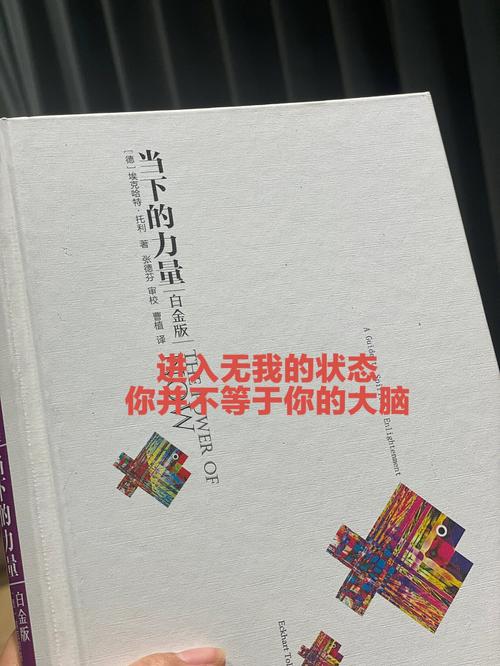 当下的力量
白金版
[德]埃克哈特·托利 著
张德芬 审校 曹植 译
进入无我的状态
你并不等于你的大脑
THE POWER OF
NOW
A Guide to Spiritual Enlightenment
Eckhart Tol
当下的力量
白金版